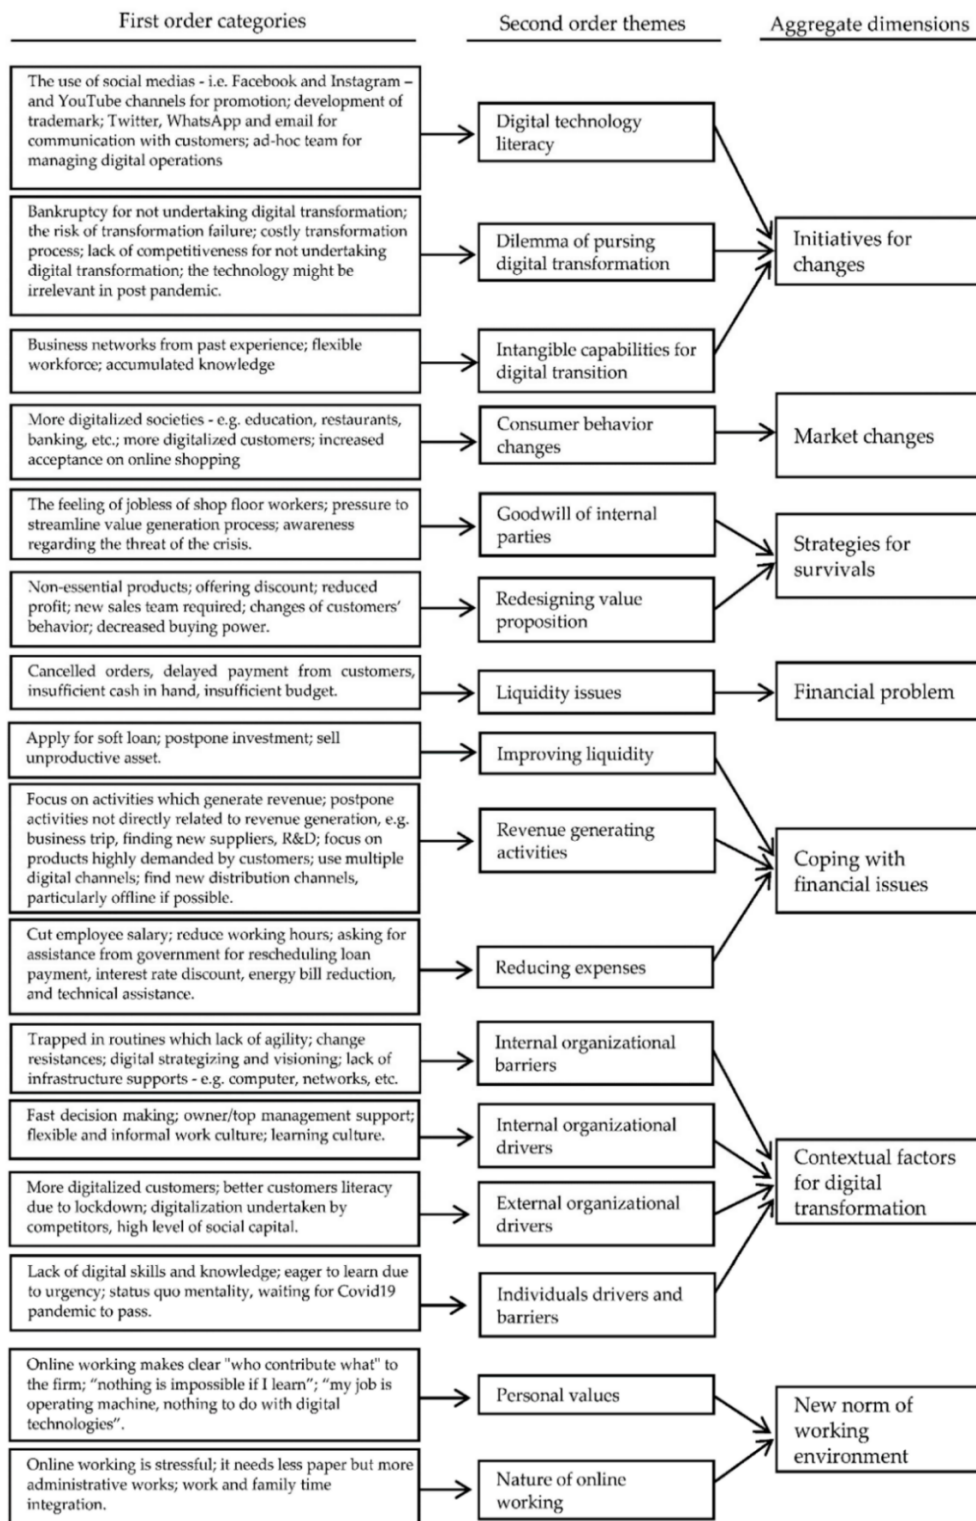 First order categories
Second order themes
Aggregate dimensions
The use of social medias - i.e. Facebook and Instagram –
and YouTube channels for promotion; development of
trademark; Twitter, WhatsApp and email for
communication with customers; ad-hoc team for
managing digital operations
Digital technology
literacy
Bankruptcy for not undertaking digital transformation;
the risk of transformation failure; costly transformation
process; lack of competitiveness for not undertaking
digital transformation; the technology might be
irrelevant in post pandemic.
Dilemma of pursing
digital transformation
Initiatives for
changes
Business networks from past experience; flexible
workforce; accumulated knowledge
Intangible capabilities for
digital transition
More digitalized societies - e.g. education, restaurants,
banking, etc.; more digitalized customers; increased
acceptance on online shopping
Consumer behavior
changes
Market changes
The feeling of jobless of shop floor workers; pressure to
streamline value generation process; awareness
regarding the threat of the crisis.
Goodwill of internal
parties
Strategies for
survivals
Non-essential products; offering discount; reduced
profit; new sales team required; changes of customers’
behavior; decreased buying power.
Redesigning value
proposition
Cancelled orders, delayed payment from customers,
insufficient cash in hand, insufficient budget.
Liquidity issues
Financial problem
Apply for soft loan; postpone investment; sell
unproductive asset.
Improving liquidity
Focus on activities which generate revenue; postpone
activities not directly related to revenue generation, e.g.
business trip, finding new suppliers, R&D; focus on
products highly demanded by customers; use multiple
digital channels; find new distribution channels,
particularly offline if possible.
Revenue generating
activities
Coping with
financial issues
Cut employee salary; reduce working hours; asking for
assistance from government for rescheduling loan
payment, interest rate discount, energy bill reduction,
and technical assistance.
Reducing expenses
Trapped in routines which lack of agility; change
resistances; digital strategizing and visioning; lack of
infrastructure supports - e.g. computer, networks, etc.
Internal organizational
barriers
Fast decision making; owner/top management support;
flexible and informal work culture; learning culture.
Internal organizational
drivers
Contextual factors
for digital
transformation
More digitalized customers; better customers literacy
due to lockdown; digitalization undertaken by
competitors, high level of social capital.
External organizational
drivers
Lack of digital skills and knowledge; eager to learn due
to urgency; status quo mentality, waiting for Covid19
pandemic to pass.
Individuals drivers and
barriers
Online working makes clear "who contribute what" to
the firm; “nothing is impossible if I learn”; “my job is
operating machine, nothing to do with digital
technologies”.
Personal values
New norm of
working
environment
Online working is stressful; it needs less paper but more
administrative works; work and family time
integration.
Nature of online
working